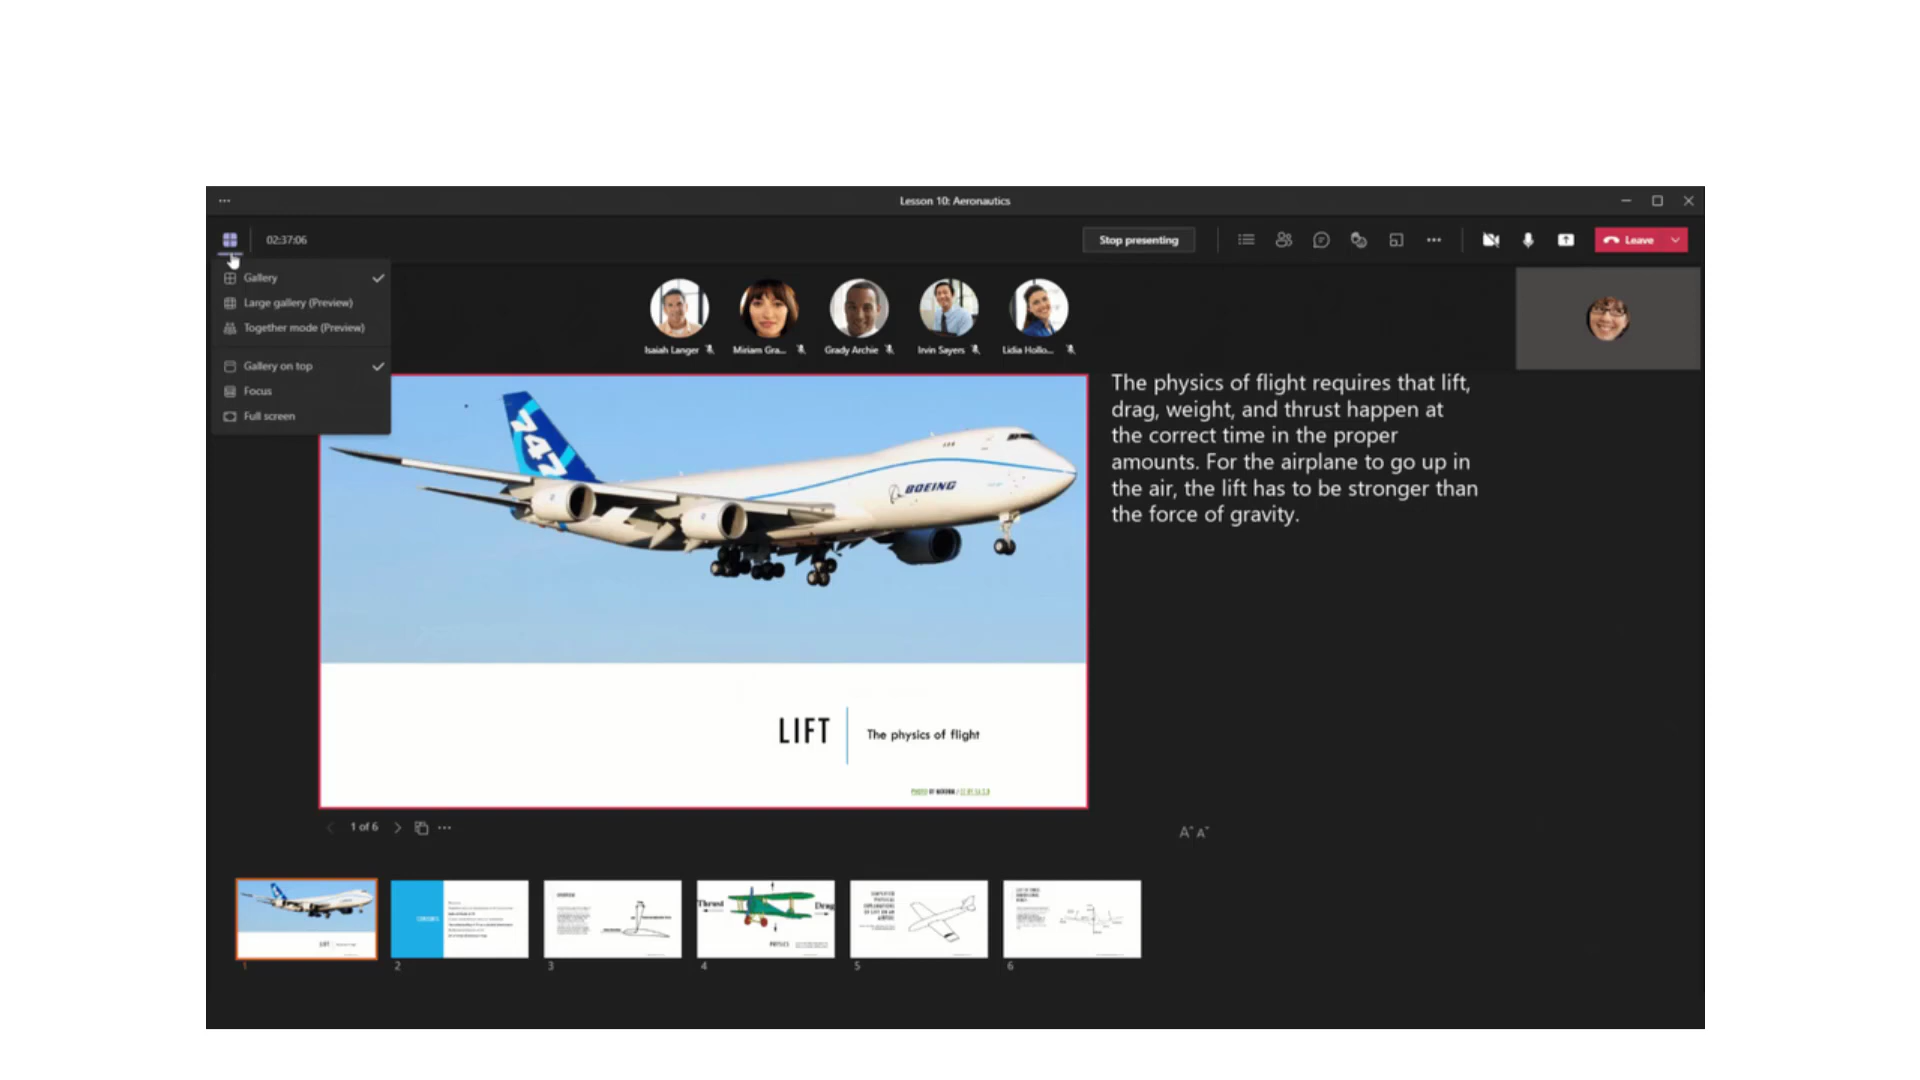 Lesson 10: Aeronautics
02:37:06
Stop presenting
Leave
Gallery
Large gallery (Preview)
Together mode (Preview)
Gallery on top
Focus
Full screen
Isaiah Langer
Miriam Gra...
Grady Archie
Irvin Sayers
Lidia Hollo...
The physics of flight requires that lift,
drag, weight, and thrust happen at
the correct time in the proper
amounts. For the airplane to go up in
the air, the lift has to be stronger than
the force of gravity.
747
BOEING
LIFT
The physics of flight
1 of 6
LIFT
CONTENTS
OVERVIEW
Thrust
Drag
PHYSICS
1
2
3
4
5
6